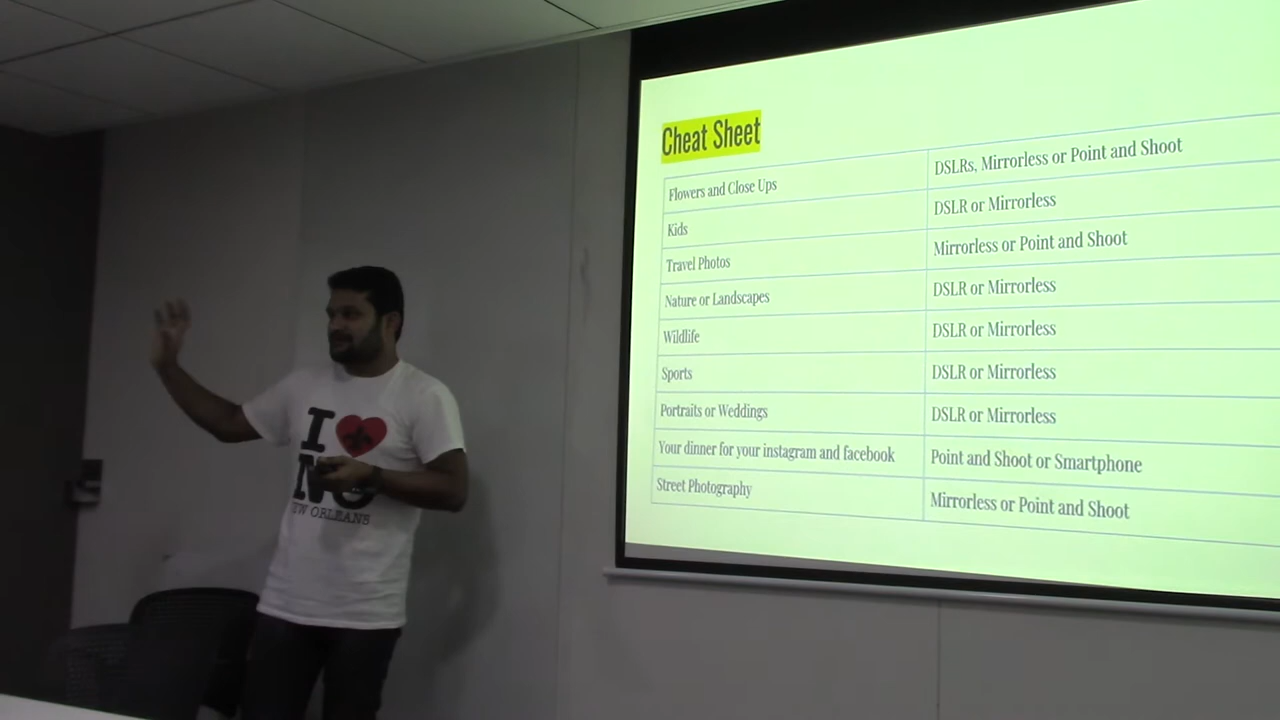 Cheat Sheet
Flowers and Close Ups DSLRs, Mirrorless or Point and Shoot
Kids DSLR or Mirrorless
Travel Photos Mirrorless or Point and Shoot
Nature or Landscapes DSLR or Mirrorless
Wildlife DSLR or Mirrorless
Sports DSLR or Mirrorless
Portraits or Weddings DSLR or Mirrorless
Your dinner for your instagram and facebook Point and Shoot or Smartphone
Street Photography Mirrorless or Point and Shoot
I
NO
NEW ORLEANS